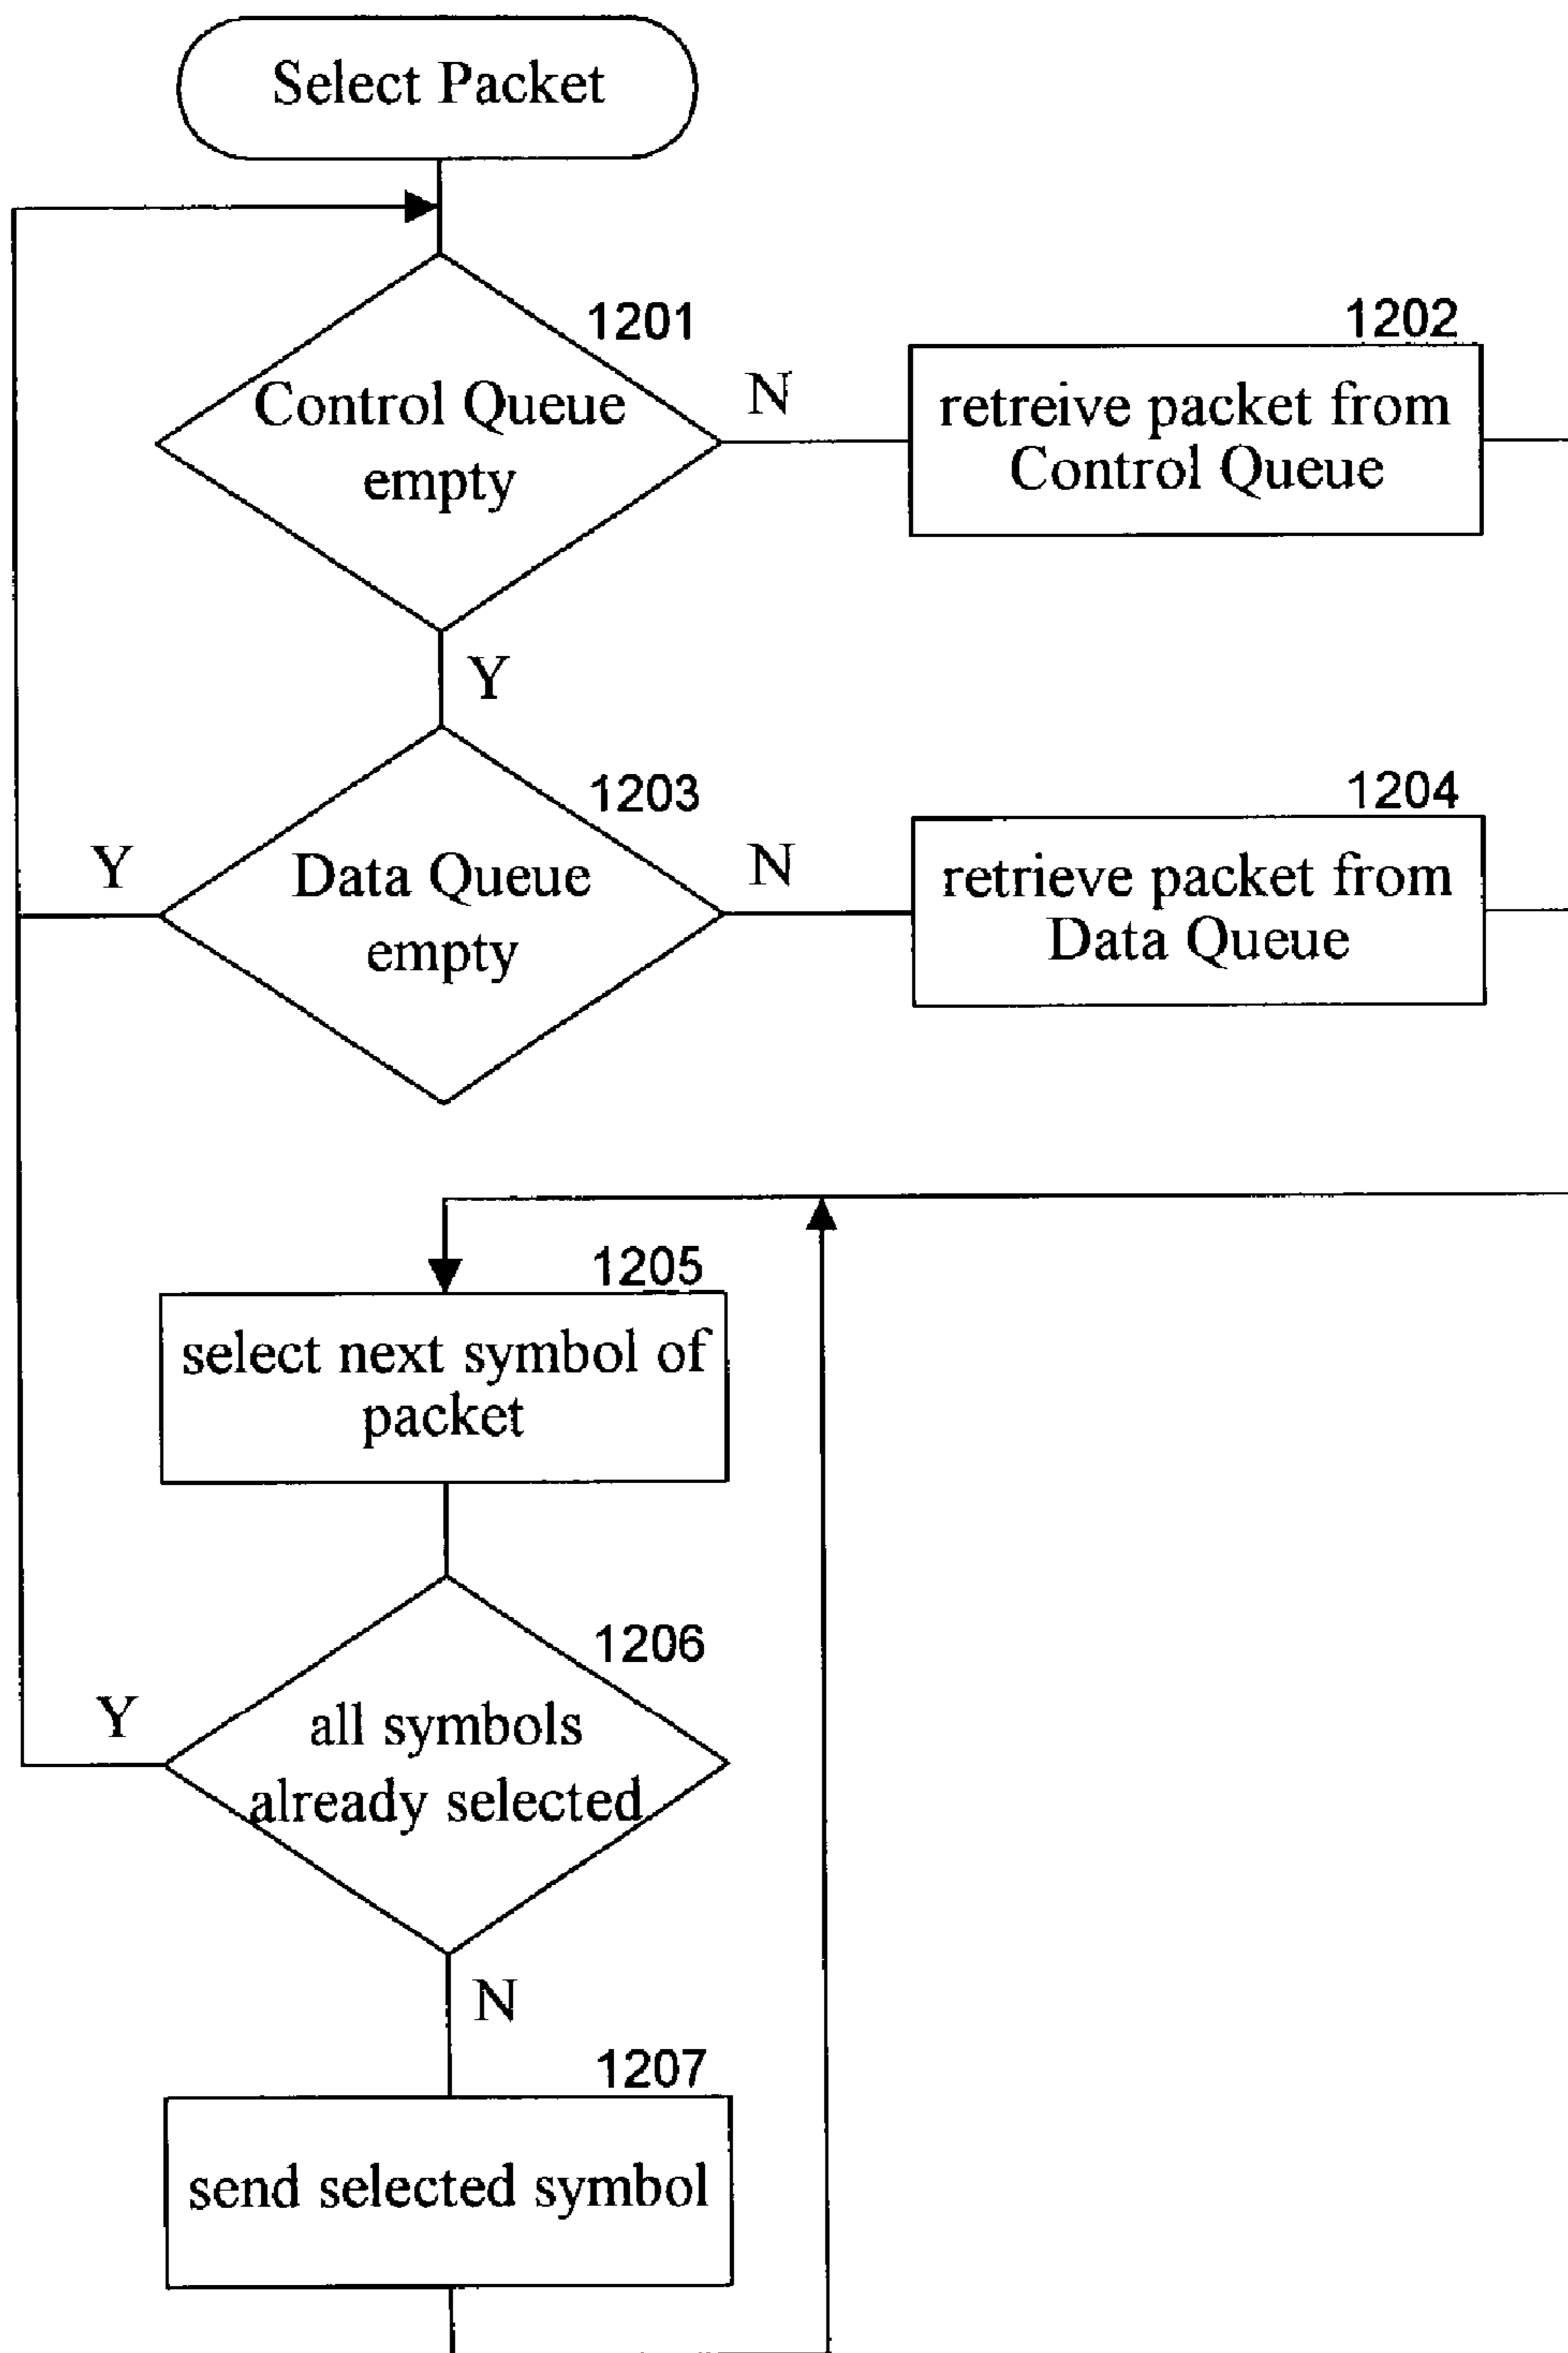 Select Packet
1201
1202
Control Queue
empty
N
retreive packet from
Control Queue
Y
1203
1204
Y
Data Queue
empty
N
retrieve packet from
Data Queue
1205
select next symbol of
packet
1206
Y
all symbols
already selected
N
1207
send selected symbol